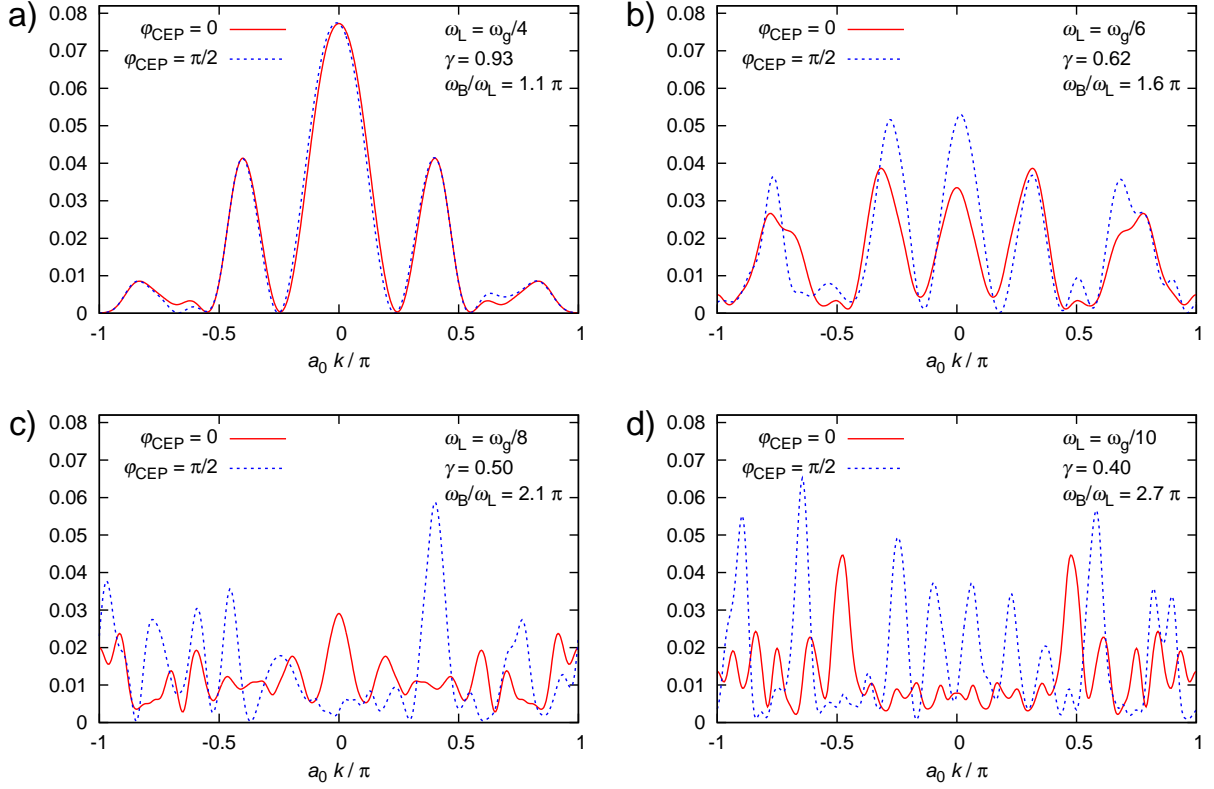 a)
φCEP = 0
φCEP = π/2
ωL = ωg/4
γ = 0.93
ωB/ωL = 1.1 π
0.08
0.07
0.06
0.05
0.04
0.03
0.02
0.01
0
-1
-0.5
0
0.5
1
a0 k / π
b)
φCEP = 0
φCEP = π/2
ωL = ωg/6
γ = 0.62
ωB/ωL = 1.6 π
0.08
0.07
0.06
0.05
0.04
0.03
0.02
0.01
0
-1
-0.5
0
0.5
1
a0 k / π
c)
φCEP = 0
φCEP = π/2
ωL = ωg/8
γ = 0.50
ωB/ωL = 2.1 π
0.08
0.07
0.06
0.05
0.04
0.03
0.02
0.01
0
-1
-0.5
0
0.5
1
a0 k / π
d)
φCEP = 0
φCEP = π/2
ωL = ωg/10
γ = 0.40
ωB/ωL = 2.7 π
0.08
0.07
0.06
0.05
0.04
0.03
0.02
0.01
0
-1
-0.5
0
0.5
1
a0 k / π